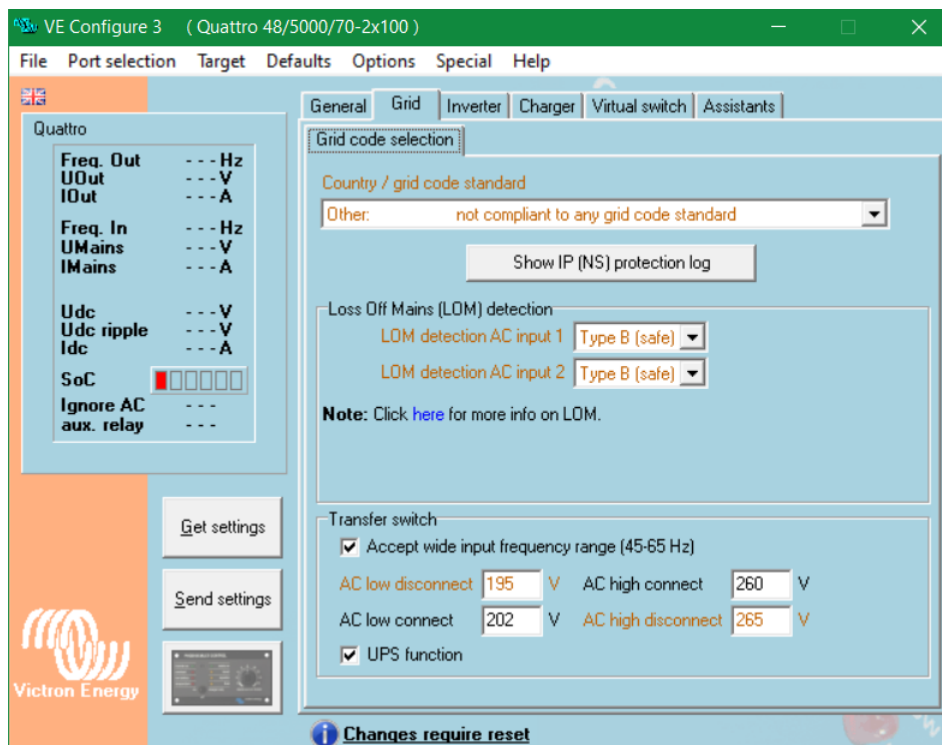 VE Configure 3 ( Quattro 48/5000/70-2x100 )
File Port selection Target Defaults Options Special Help
General Grid Inverter Charger Virtual switch Assistants
Grid code selection
Quattro
Freq. Out ---Hz
UOut ---V
IOut ---A
Freq. In ---Hz
UMains ---V
IMains ---A
Udc ---V
Udc ripple ---V
Idc ---A
SoC
Ignore AC ---
aux. relay ---
Get settings
Send settings
Victron Energy
Country / grid code standard
Other: not compliant to any grid code standard
Show IP (NS) protection log
Loss Off Mains (LOM) detection
LOM detection AC input 1 Type B (safe)
LOM detection AC input 2 Type B (safe)
Note: Click here for more info on LOM.
Transfer switch
Accept wide input frequency range (45-65 Hz)
AC low disconnect 195 V AC high connect 260 V
AC low connect 202 V AC high disconnect 265 V
UPS function
Changes require reset